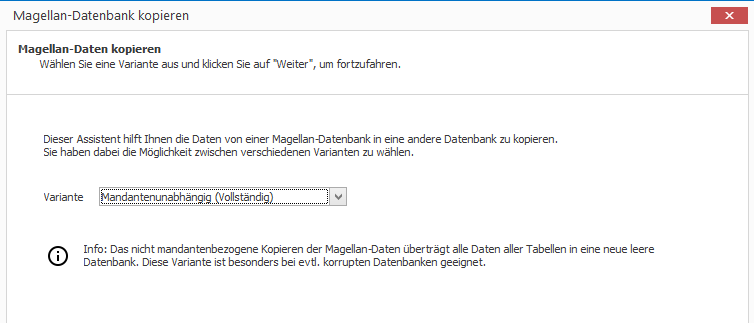 Magellan-Datenbank kopieren
Magellan-Daten kopieren
Wählen Sie eine Variante aus und klicken Sie auf "Weiter", um fortzufahren.
Dieser Assistent hilft Ihnen die Daten von einer Magellan-Datenbank in eine andere Datenbank zu kopieren.
Sie haben dabei die Möglichkeit zwischen verschiedenen Varianten zu wählen.
Variante Mandantenunabhängig (Vollständig)
Info: Das nicht mandantenbezogene Kopieren der Magellan-Daten überträgt alle Daten aller Tabellen in eine neue leere
Datenbank. Diese Variante ist besonders bei evtl. korrupten Datenbanken geeignet.